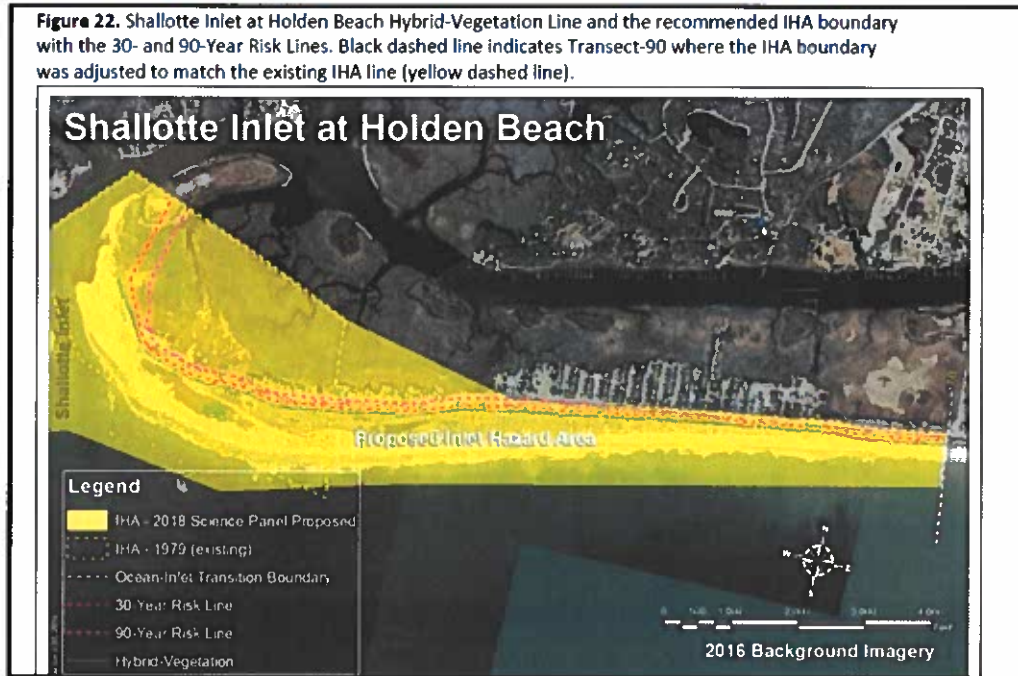 Figure 22. Shallotte Inlet at Holden Beach Hybrid-Vegetation Line and the recommended IHA boundary
with the 30- and 90-Year Risk Lines. Black dashed line indicates Transect-90 where the IHA boundary
was adjusted to match the existing IHA line (yellow dashed line).
Shallotte Inlet at Holden Beach
Shallotte Inlet
Proposed Inlet Hazard Area
Legend
IHA - 2018 Science Panel Proposed
IHA - 1979 (existing)
Ocean-Inlet Transition Boundary
30-Year Risk Line
90-Year Risk Line
Hybrid-Vegetation
N
W
S
0
Feet
2016 Background Imagery